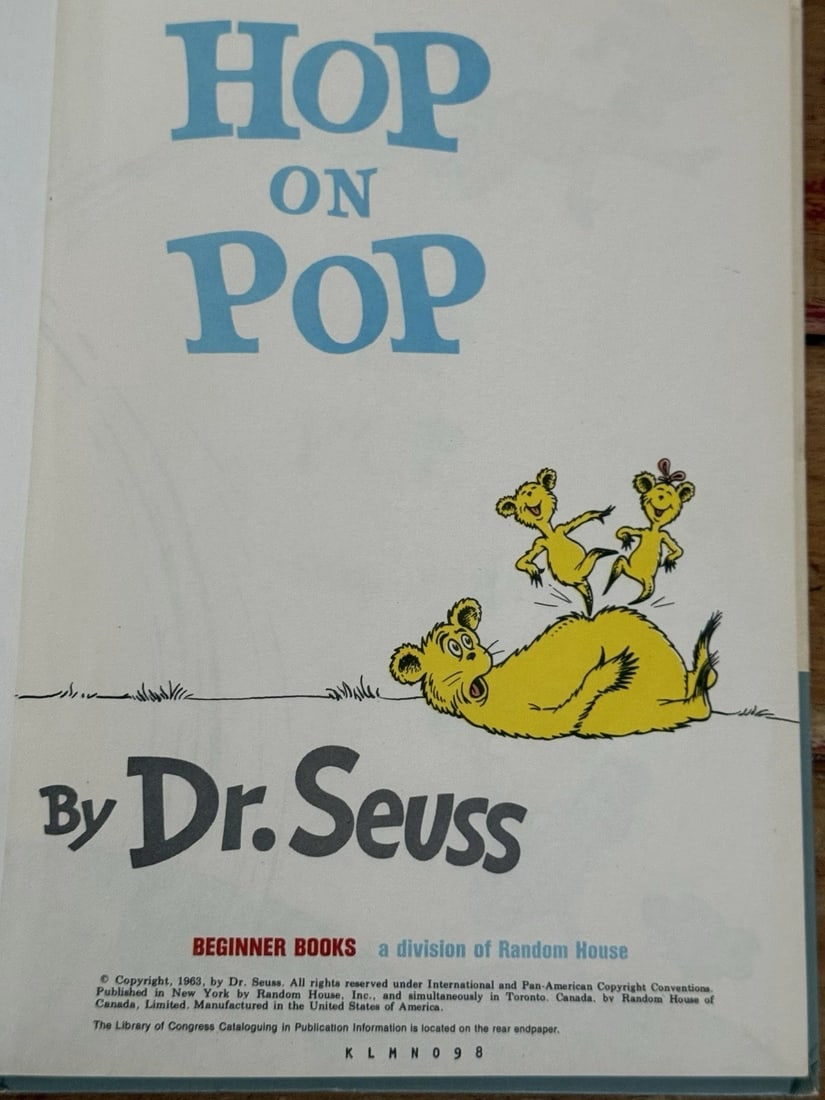 HOP
ON
POP
By Dr. Seuss
BEGINNER BOOKS a division of Random House
© Copyright, 1963, by Dr. Seuss. All rights reserved under International and Pan-American Copyright Conventions.
Published in New York by Random House, Inc., and simultaneously in Toronto, Canada, by Random House of
Canada, Limited. Manufactured in the United States of America.
The Library of Congress Cataloguing in Publication Information is located on the rear endpaper.
K L M N O 9 8